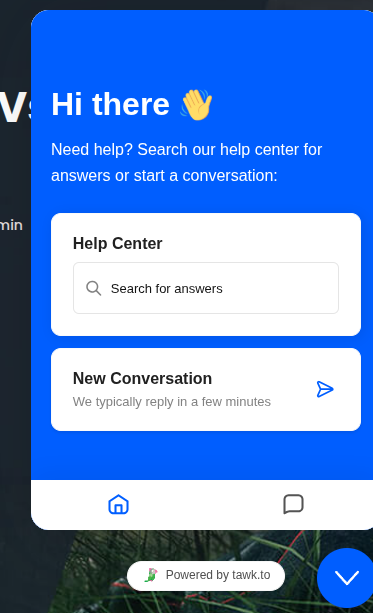 Hi there 👋
Need help? Search our help center for
answers or start a conversation:
min
Help Center
Search for answers
New Conversation
We typically reply in a few minutes
Powered by tawk.to